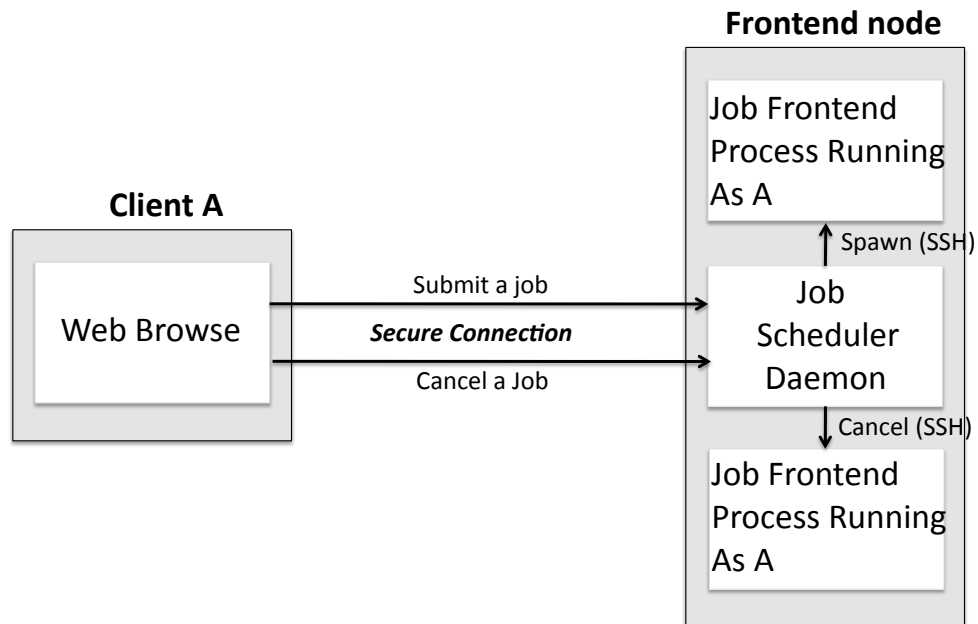 Frontend node
Job Frontend
Process Running
As A
Client A
Spawn (SSH)
Web Browse
Submit a job
Secure Connection
Cancel a Job
Job
Scheduler
Daemon
Cancel (SSH)
Job Frontend
Process Running
As A